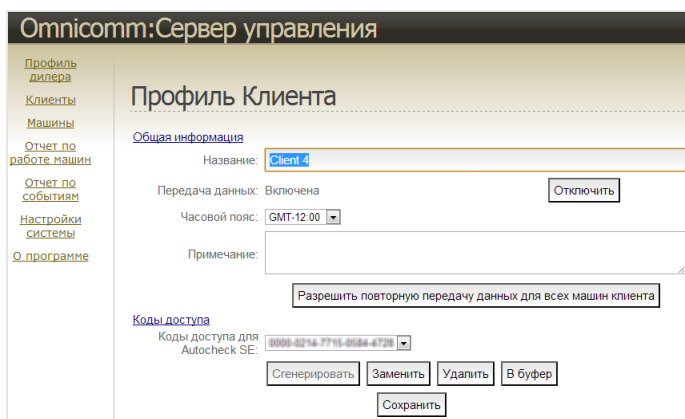 Omnicomm:Сервер управления
Профиль
дилера
Клиенты
Машины
Отчет по
работе машин
Отчет по
событиям
Настройки
системы
О программе
Профиль Клиента
Общая информация
Название: Client 4
Передача данных: Включена Отключить
Часовой пояс: GMT-12:00
Примечание:
Разрешить повторную передачу данных для всех машин клиента
Коды доступа
Коды доступа для
Autocheck SE:
Сгенерировать Заменить Удалить В буфер
Сохранить